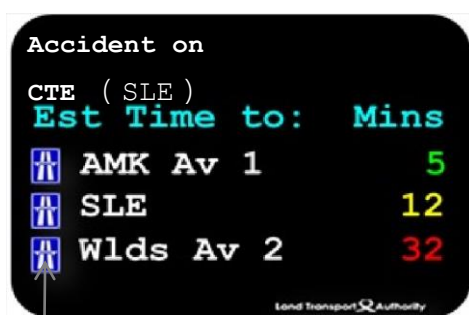 Accident on
CTE (SLE)
Est Time to: Mins
AMK Av 1 5
SLE 12
Wlds Av 2 32
Land Transport Authority